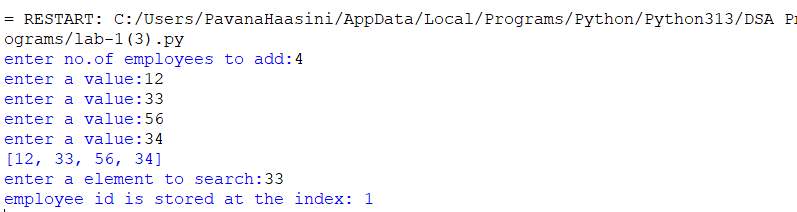 = RESTART: C:/Users/PavanaHaasini/AppData/Local/Programs/Python/Python313/DSA Pr
ograms/lab-1(3).py
enter no.of employees to add:4
enter a value:12
enter a value:33
enter a value:56
enter a value:34
[12, 33, 56, 34]
enter a element to search:33
employee id is stored at the index: 1